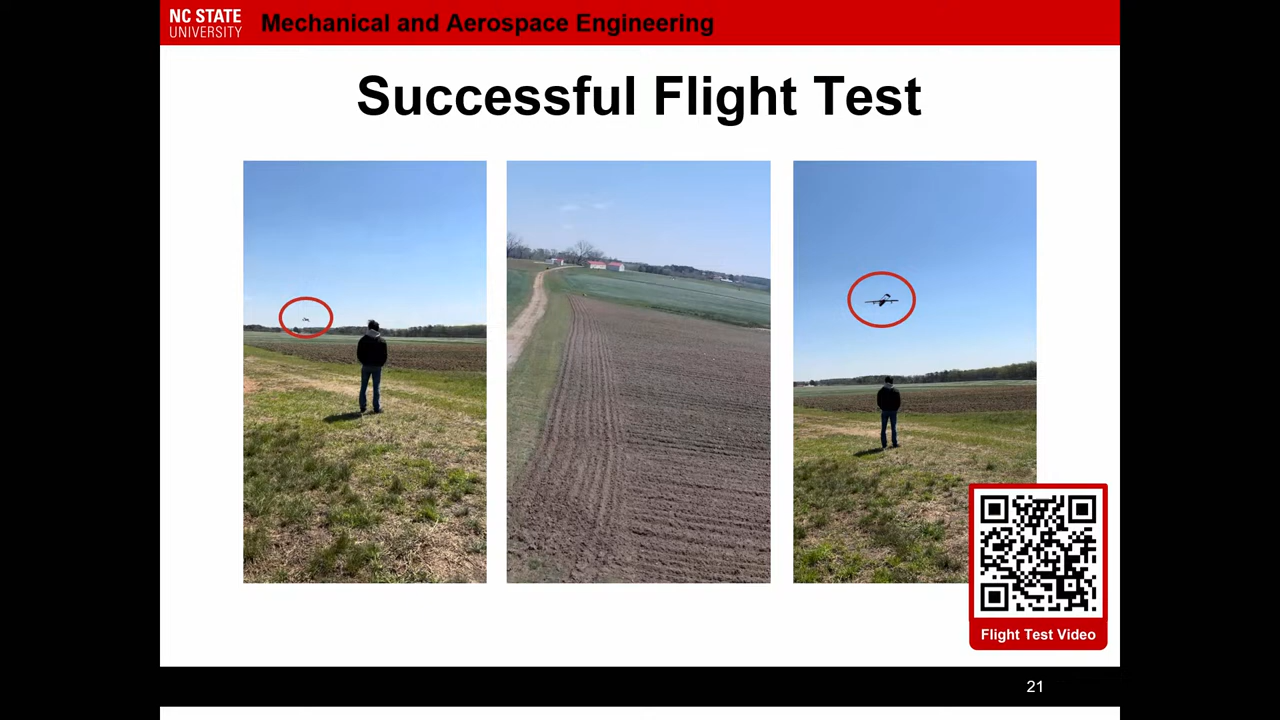 NC STATE
UNIVERSITY
Mechanical and Aerospace Engineering
Successful Flight Test
Flight Test Video
21